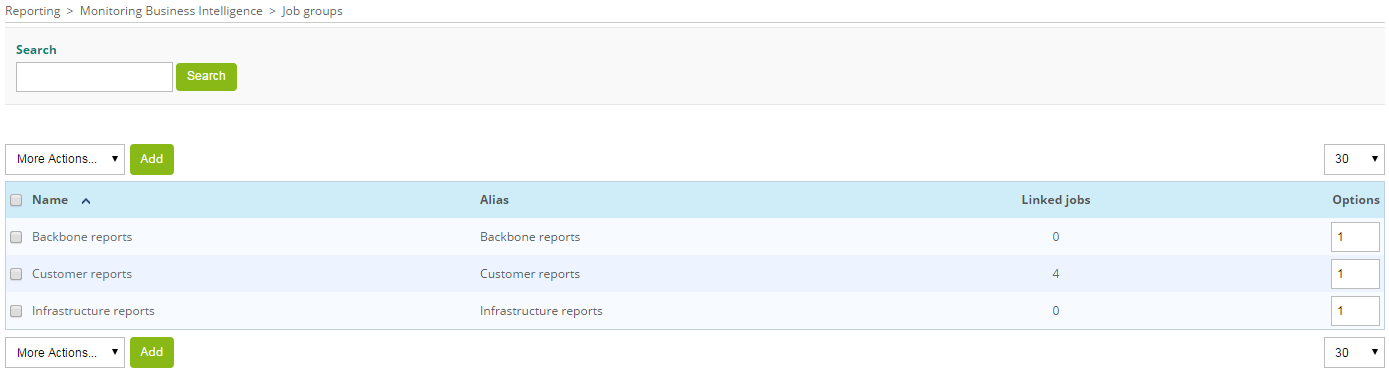 Reporting > Monitoring Business Intelligence > Job groups
Search
Search
More Actions... Add 30
Name Alias Linked jobs Options
Backbone reports Backbone reports 0 1
Customer reports Customer reports 4 1
Infrastructure reports Infrastructure reports 0 1
More Actions... Add 30